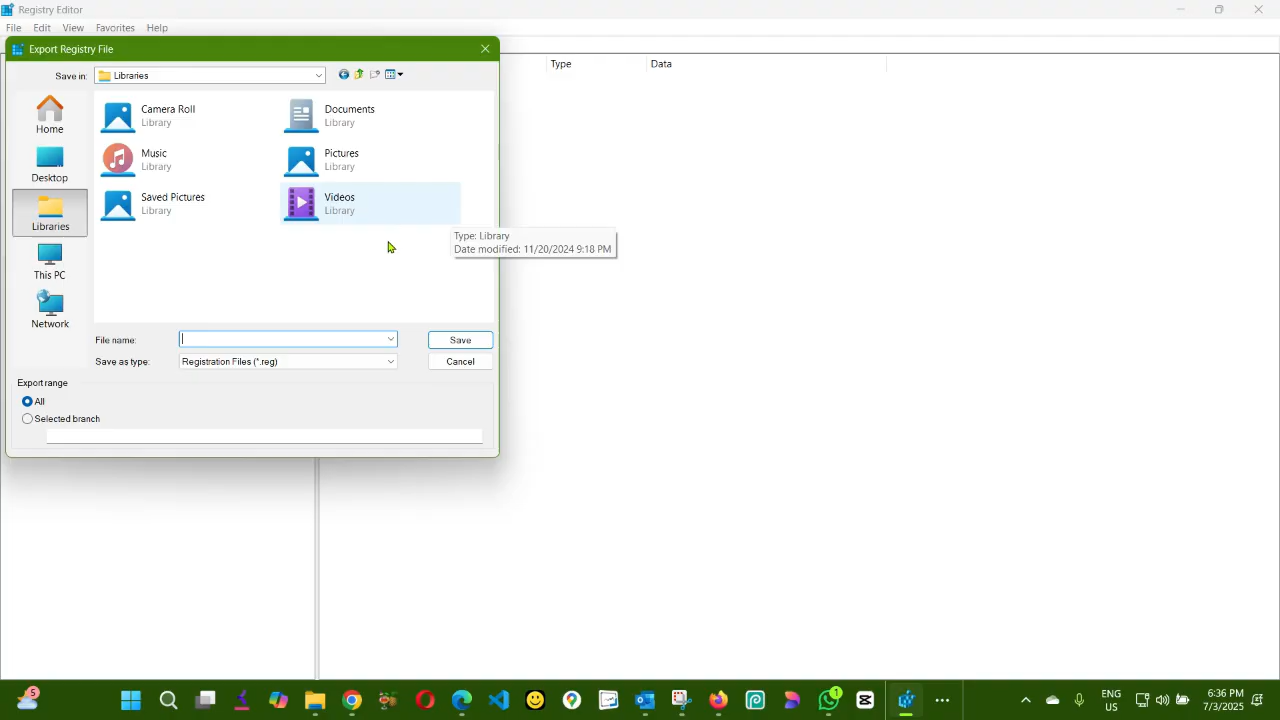 Registry Editor
File Edit View Favorites Help
Export Registry File
Type Data
Save in: Libraries
Camera Roll
Library
Documents
Library
Music
Library
Pictures
Library
Saved Pictures
Library
Videos
Library
Home
Desktop
Libraries
This PC
Network
Type: Library
Date modified: 11/20/2024 9:18 PM
File name: Save
Save as type: Registration Files (*.reg) Cancel
Export range
All
Selected branch
5
1
ENG
US
6:36 PM
7/3/2025